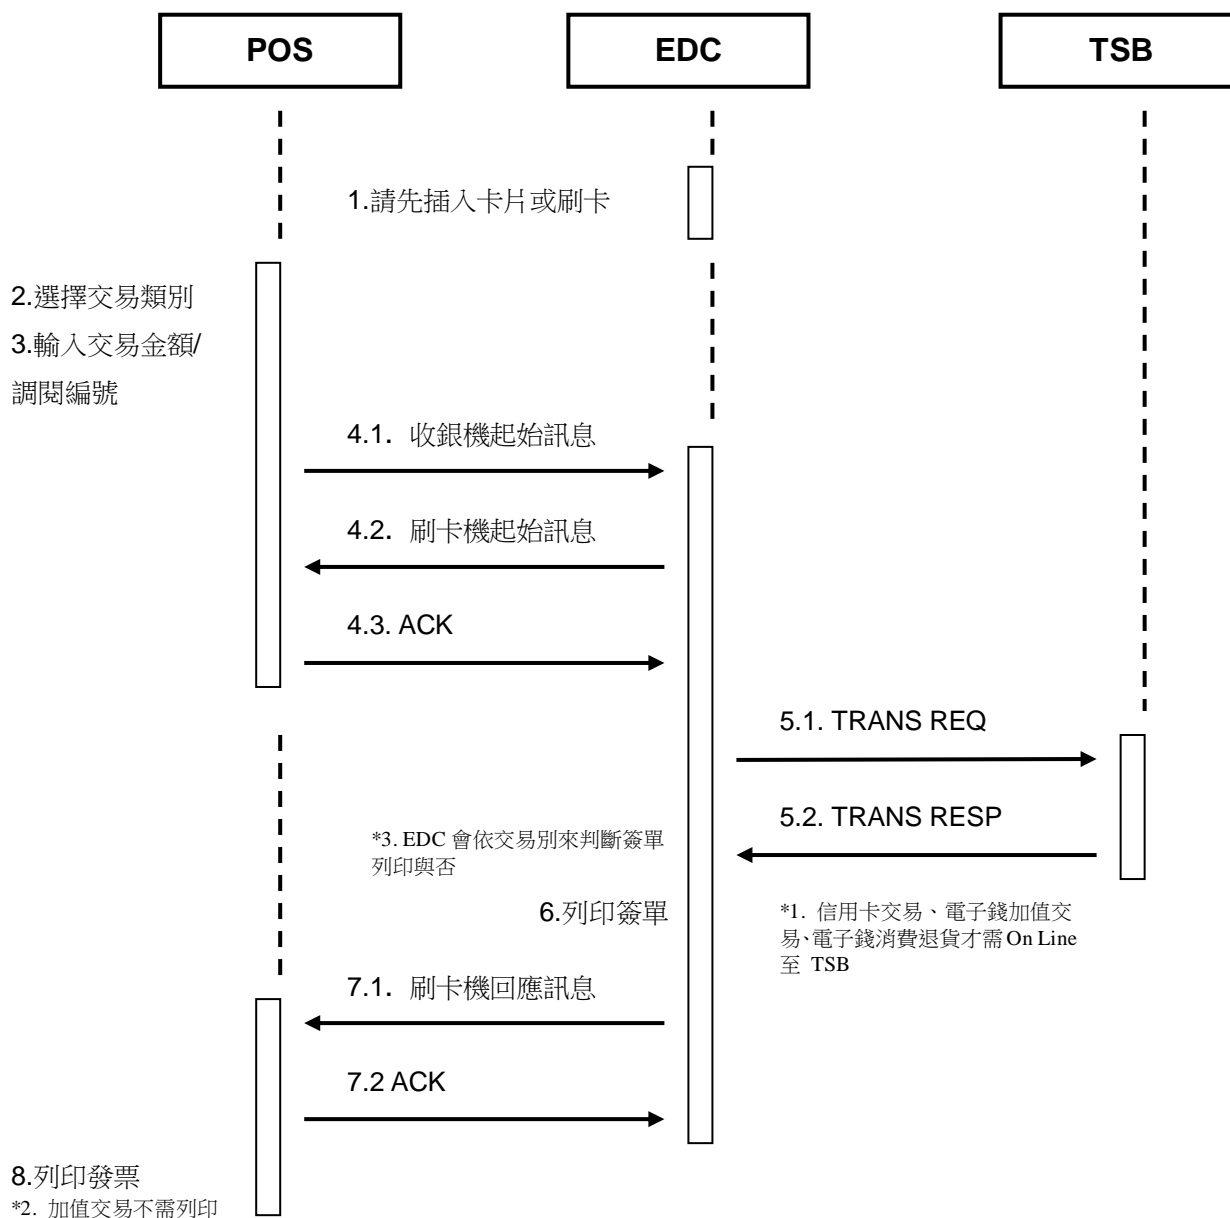 POS
EDC
TSB
1.請先插入卡片或刷卡
2.選擇交易類別
3.輸入交易金額/
調閱編號
4.1. 收銀機起始訊息
4.2. 刷卡機起始訊息
4.3. ACK
5.1. TRANS REQ
5.2. TRANS RESP
*3. EDC 會依交易別來判斷簽單
列印與否
6.列印簽單
*1. 信用卡交易、電子錢加值交
易、電子錢消費退貨才需 On Line
至 TSB
7.1. 刷卡機回應訊息
7.2 ACK
8.列印發票
*2. 加值交易不需列印